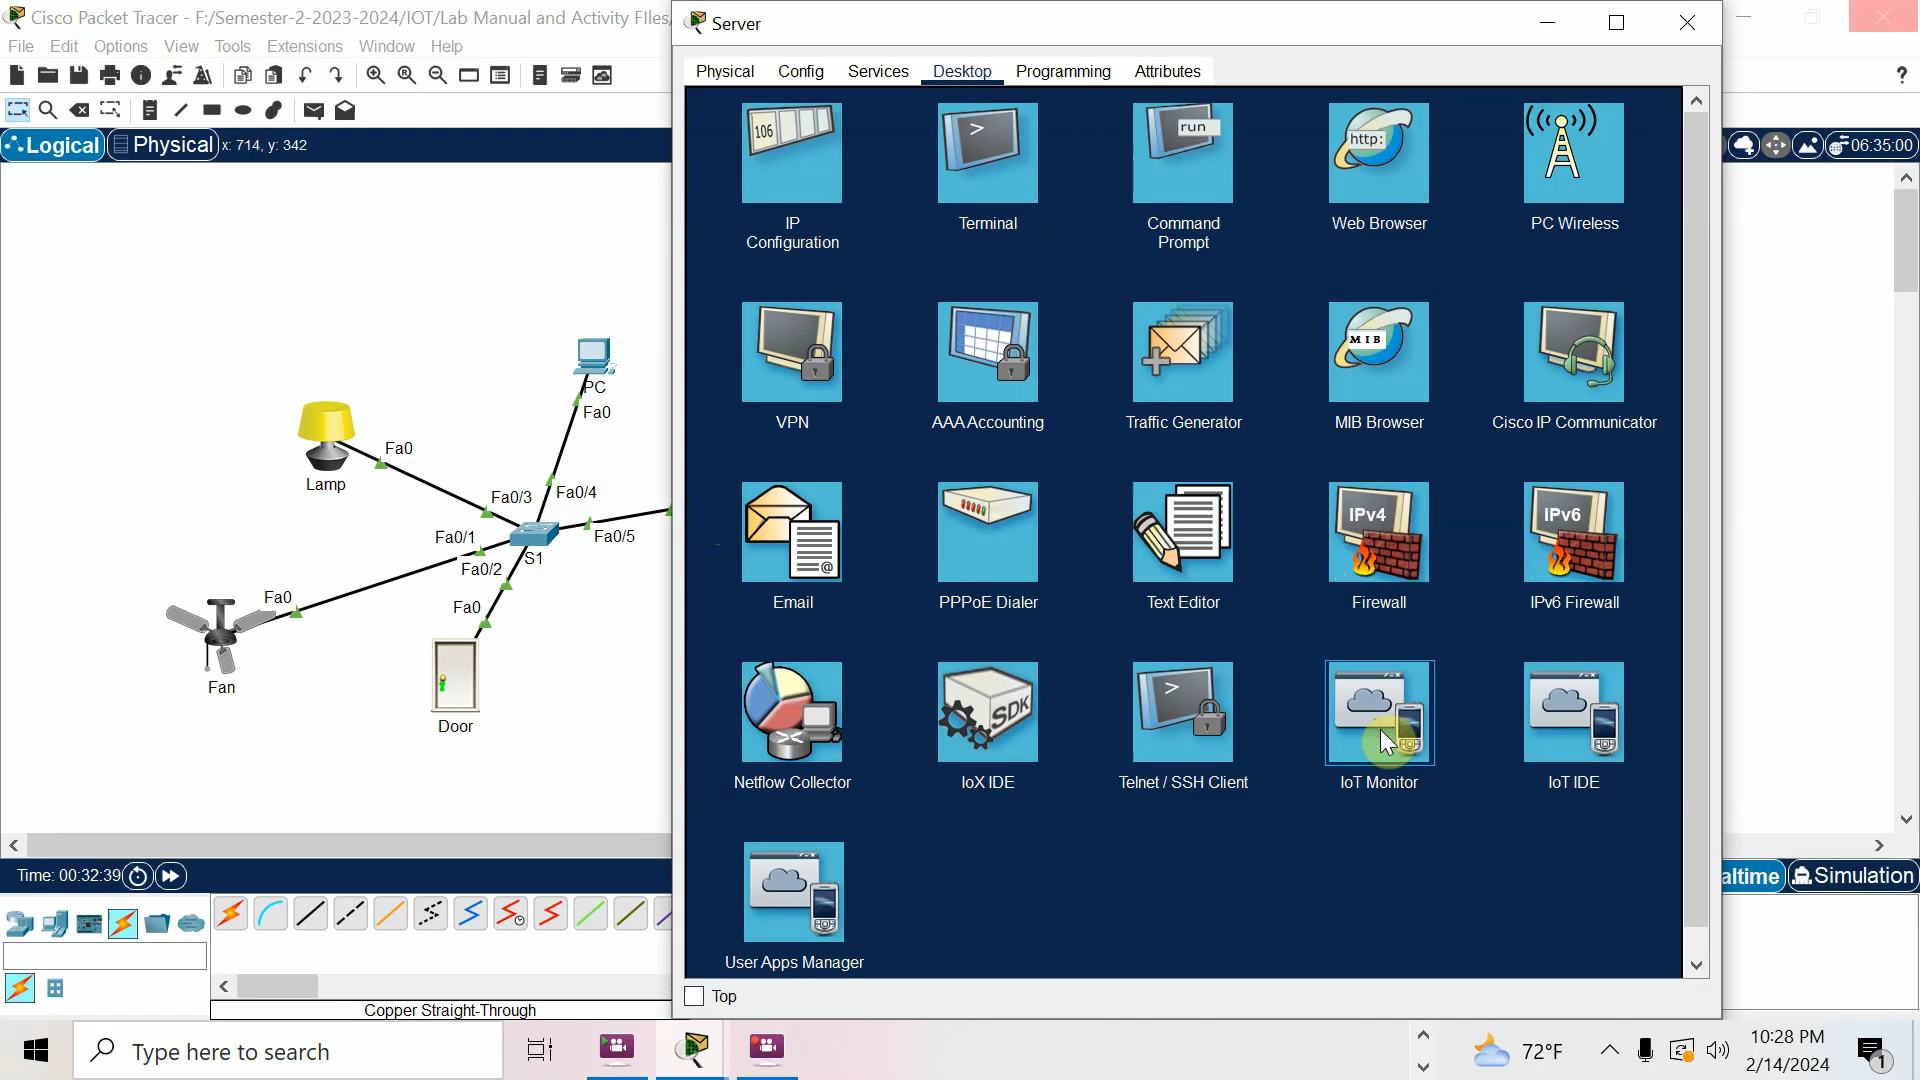 Cisco Packet Tracer - F:/Semester-2-2023-2024/IOT/Lab Manual and Activity FIles/
File Edit Options View Tools Extensions Window Help
?
Logical
Physical
x: 714, y: 342
06:35:00
PC
Fa0
Lamp
Fa0
Fa0/3
Fa0/4
Fa0/1
Fa0/5
S1
Fa0/2
Fa0
Fa0
Fan
Door
Server
Physical Config Services Desktop Programming Attributes
106
>
run
http:
IP
Configuration
Terminal
Command
Prompt
Web Browser
PC Wireless
MIB
VPN
AAA Accounting
Traffic Generator
MIB Browser
Cisco IP Communicator
@
IPv4
IPv6
Email
PPPoE Dialer
Text Editor
Firewall
IPv6 Firewall
SDK
>
Netflow Collector
IoX IDE
Telnet / SSH Client
IoT Monitor
IoT IDE
User Apps Manager
Top
Time: 00:32:39
altime
Simulation
Copper Straight-Through
Type here to search
72°F
10:28 PM
2/14/2024
1